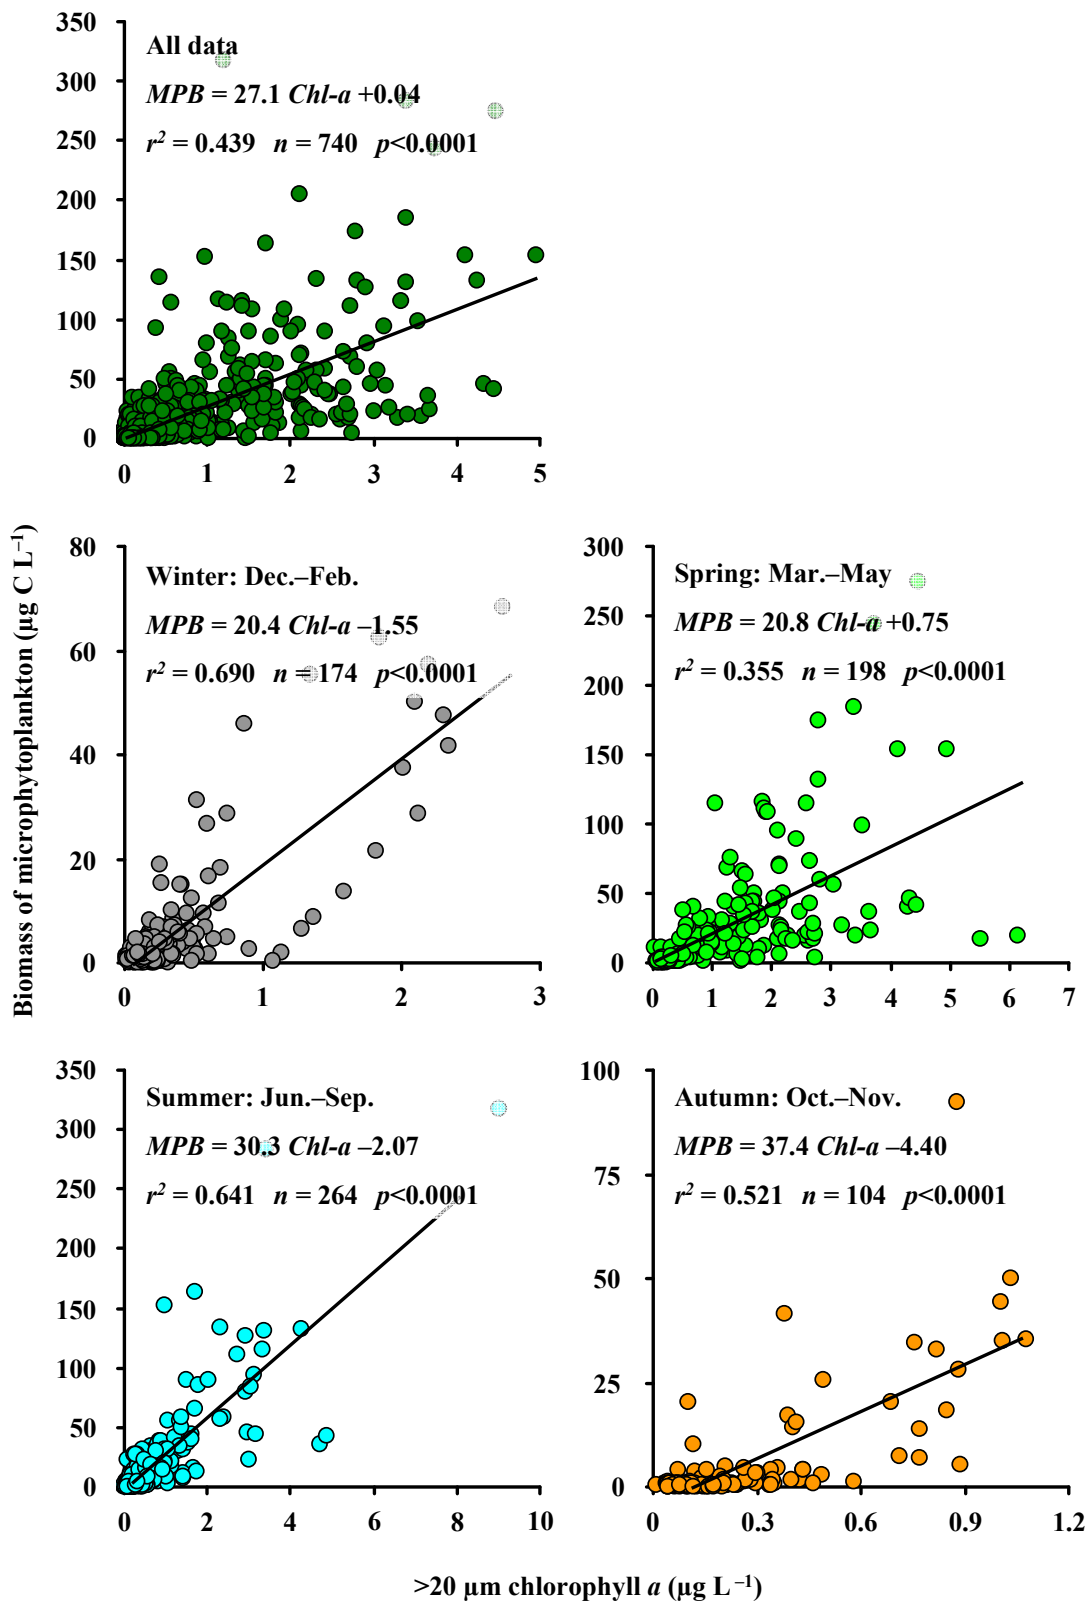 350
300
250
200
150
100
50
0
All data
MPB = 27.1 Chl-a +0.04
r² = 0.439 n = 740 p<0.0001
0 1 2 3 4 5
Biomass of microphytoplankton (µg C L⁻¹)
80
60
40
20
0
Winter: Dec.–Feb.
MPB = 20.4 Chl-a –1.55
r² = 0.690 n = 174 p<0.0001
0 1 2 3
300
250
200
150
100
50
0
Spring: Mar.–May
MPB = 20.8 Chl-a +0.75
r² = 0.355 n = 198 p<0.0001
0 1 2 3 4 5 6 7
350
300
250
200
150
100
50
0
Summer: Jun.–Sep.
MPB = 30.3 Chl-a –2.07
r² = 0.641 n = 264 p<0.0001
0 2 4 6 8 10
100
75
50
25
0
Autumn: Oct.–Nov.
MPB = 37.4 Chl-a –4.40
r² = 0.521 n = 104 p<0.0001
0 0.3 0.6 0.9 1.2
>20 µm chlorophyll a (µg L⁻¹)